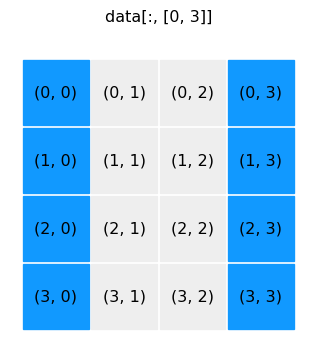 data[:, [0, 3]]
(0, 0) (0, 1) (0, 2) (0, 3)
(1, 0) (1, 1) (1, 2) (1, 3)
(2, 0) (2, 1) (2, 2) (2, 3)
(3, 0) (3, 1) (3, 2) (3, 3)